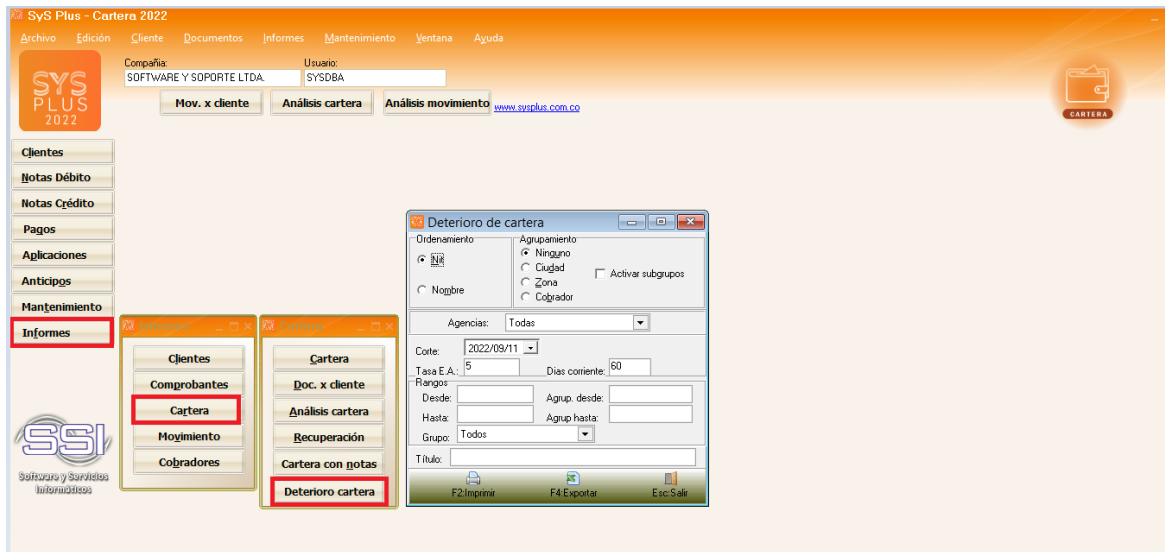 SyS Plus - Cartera 2022
Archivo Edición Cliente Documentos Informes Mantenimiento Ventana Ayuda
Compañia: Usuario:
SOFTWARE Y SOPORTE LTDA. SYSDBA
Mov. x cliente Análisis cartera Análisis movimiento www.sysplus.com.co
SYS
PLUS
2022
CARTERA
Clientes
Notas Débito
Notas Crédito
Pagos
Aplicaciones
Anticipos
Mantenimiento
Informes
SSI
Software y Servicios
Informáticos
Informes
Clientes
Comprobantes
Cartera
Movimiento
Cobradores
Cartera
Cartera
Doc. x cliente
Análisis cartera
Recuperación
Cartera con notas
Deterioro cartera
Deterioro de cartera
Ordenamiento
Nit
Nombre
Agrupamiento
Ninguno
Ciudad
Zona
Cobrador
Activar subgrupos
Agencias: Todas
Corte: 2022/09/11
Tasa E.A.: 5 Dias corriente: 60
Rangos
Desde: Agrup. desde:
Hasta: Agrup hasta:
Grupo: Todos
Título:
F2:Imprimir F4:Exportar Esc:Salir